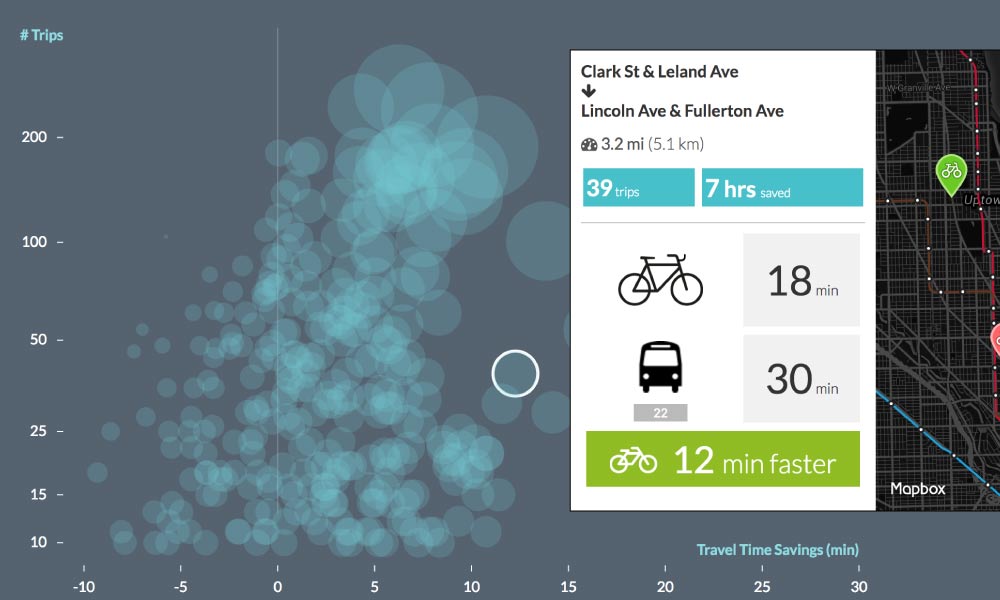 # Trips
200
100
50
25
15
10
-10
-5
0
5
10
15
20
25
30
Travel Time Savings (min)
Clark St & Leland Ave
Lincoln Ave & Fullerton Ave
3.2 mi (5.1 km)
39 trips
7 hrs saved
18 min
30 min
22
12 min faster
W Granville Ave
Uptow
Mapbox